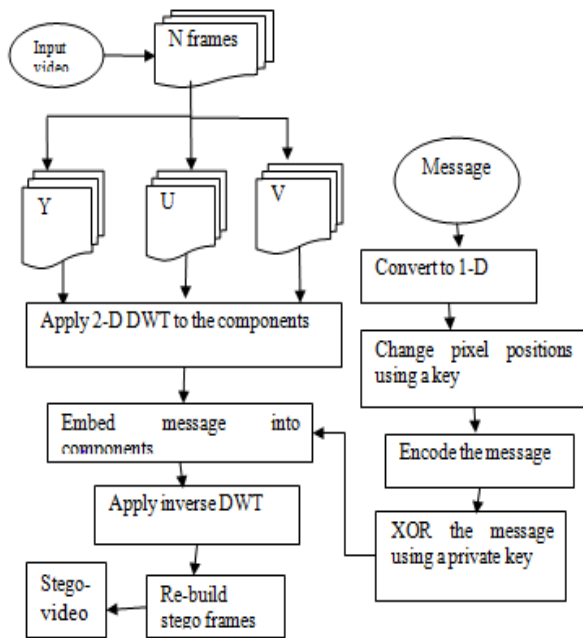 Input
video
N frames
Y
U
V
Message
Convert to 1-D
Apply 2-D DWT to the components
Change pixel positions
using a key
Embed message into
components
Encode the message
Apply inverse DWT
XOR the message
using a private key
Stego-
video
Re-build
stego frames